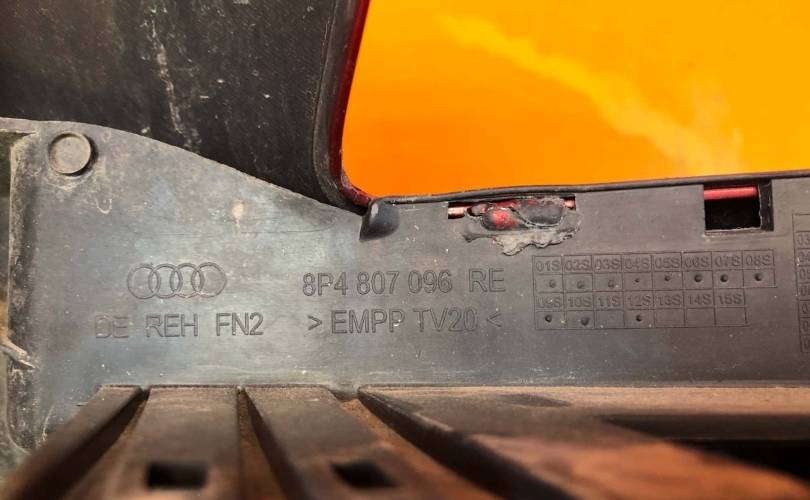 8P4 807 096 RE
DE REH FN2 > EMPP TV20 <
01S 02S 03S 04S 05S 06S 07S 08S
09S 10S 11S 12S 13S 14S 15S